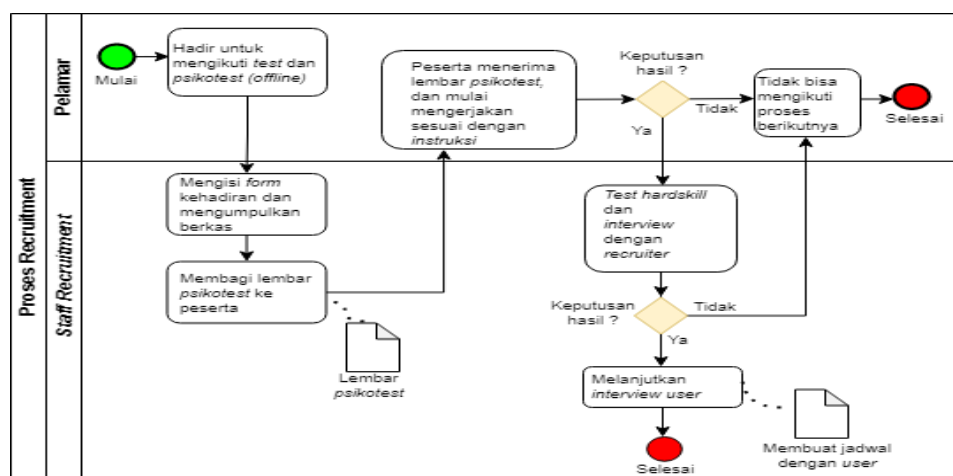 Proses Recruitment
Pelamar
Staff Recruitment
Mulai
Hadir untuk
mengikuti test dan
psikotest (offline)
Mengisi form
kehadiran dan
mengumpulkan
berkas
Membagi lembar
psikotest ke
peserta
Lembar
psikotest
Peserta menerima
lembar psikotest,
dan mulai
mengerjakan
sesuai dengan
instruksi
Keputusan
hasil ?
Tidak
Ya
Tidak bisa
mengikuti
proses
berikutnya
Selesai
Test hardskill
dan
interview
dengan
recruiter
Keputusan
hasil ?
Tidak
Ya
Melanjutkan
interview user
Membuat jadwal
dengan user
Selesai